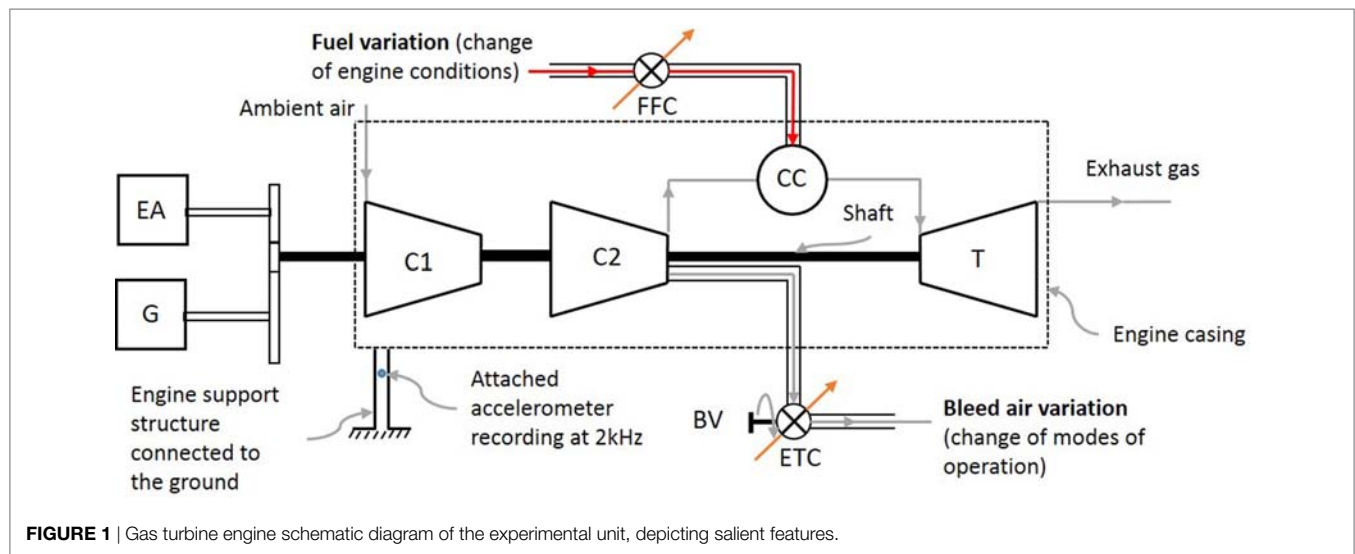 Fuel variation (change
of engine conditions)
FFC
Ambient air
CC
Exhaust gas
EA
Shaft
C1
C2
T
G
Engine casing
Engine support
structure
connected to
the ground
Attached
accelerometer
recording at 2kHz
BV
ETC
Bleed air variation
(change of modes of
operation)
FIGURE 1 | Gas turbine engine schematic diagram of the experimental unit, depicting salient features.